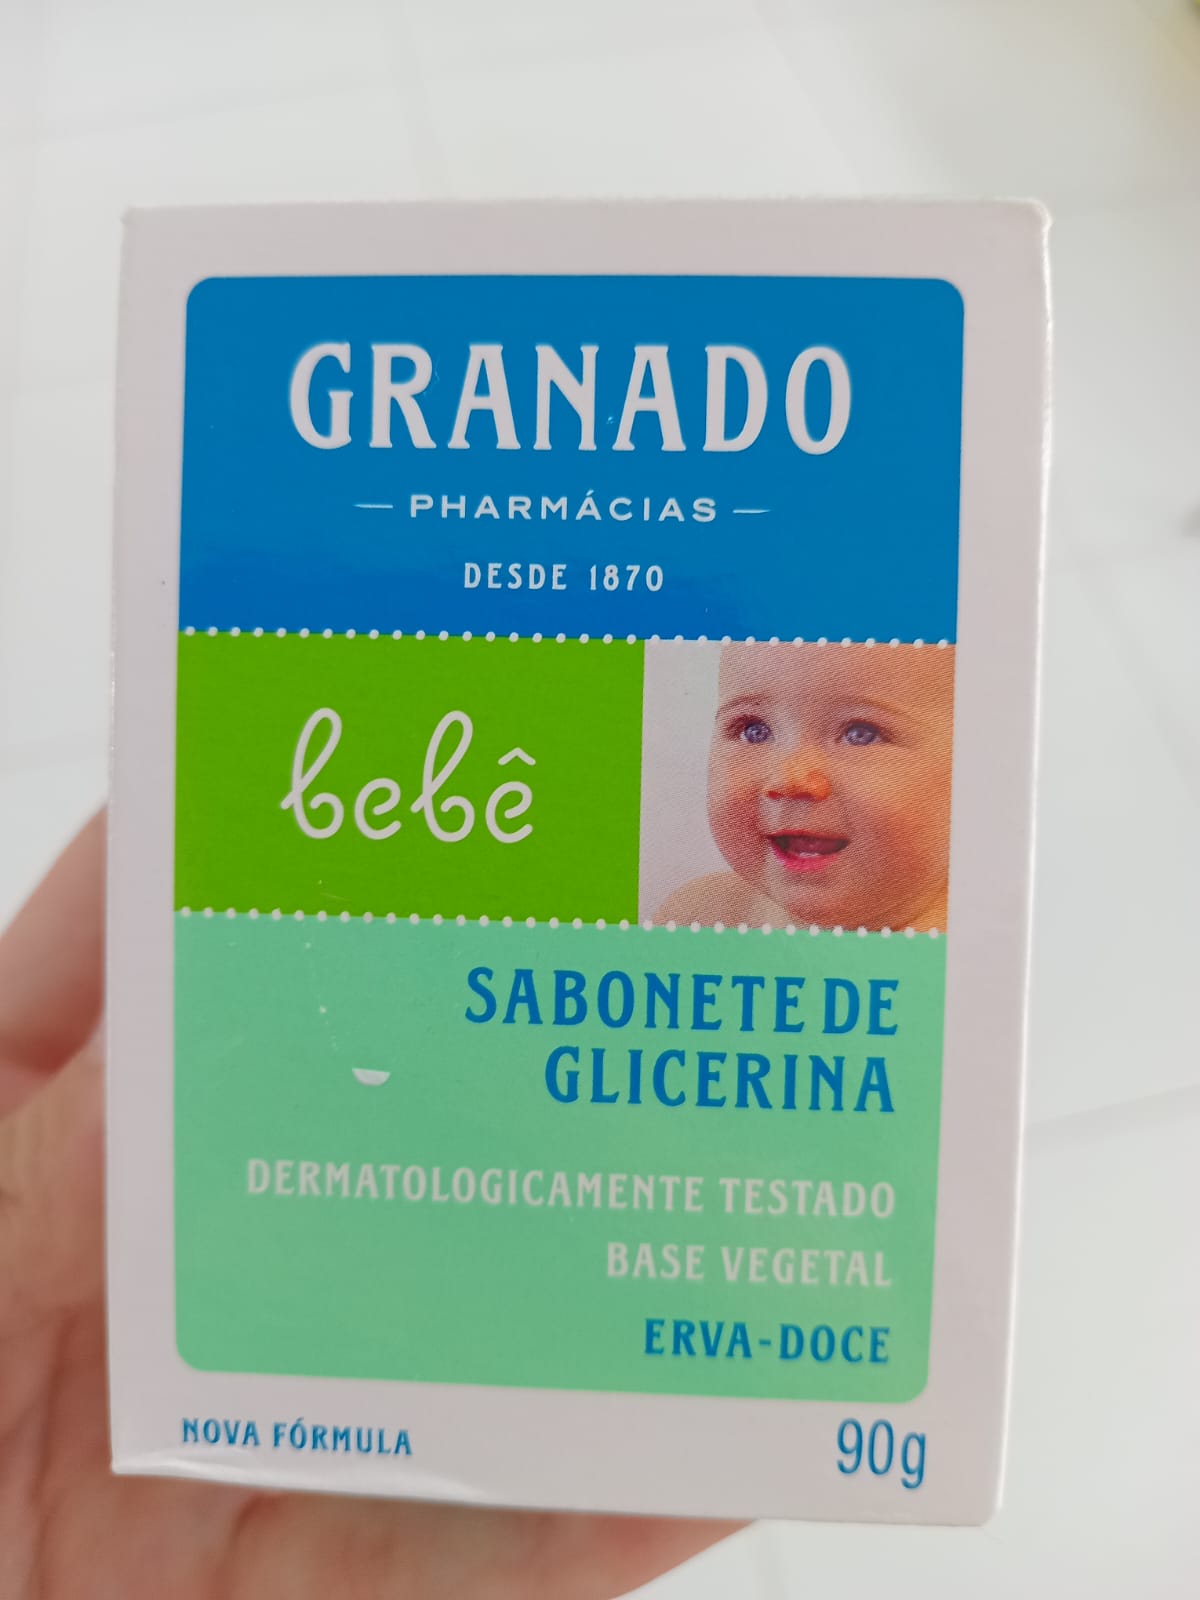 GRANADO
PHARMÁCIAS
DESDE 1870
bebê
SABONETE DE
GLICERINA
DERMATOLOGICAMENTE TESTADO
BASE VEGETAL
ERVA-DOCE
NOVA FÓRMULA
90g